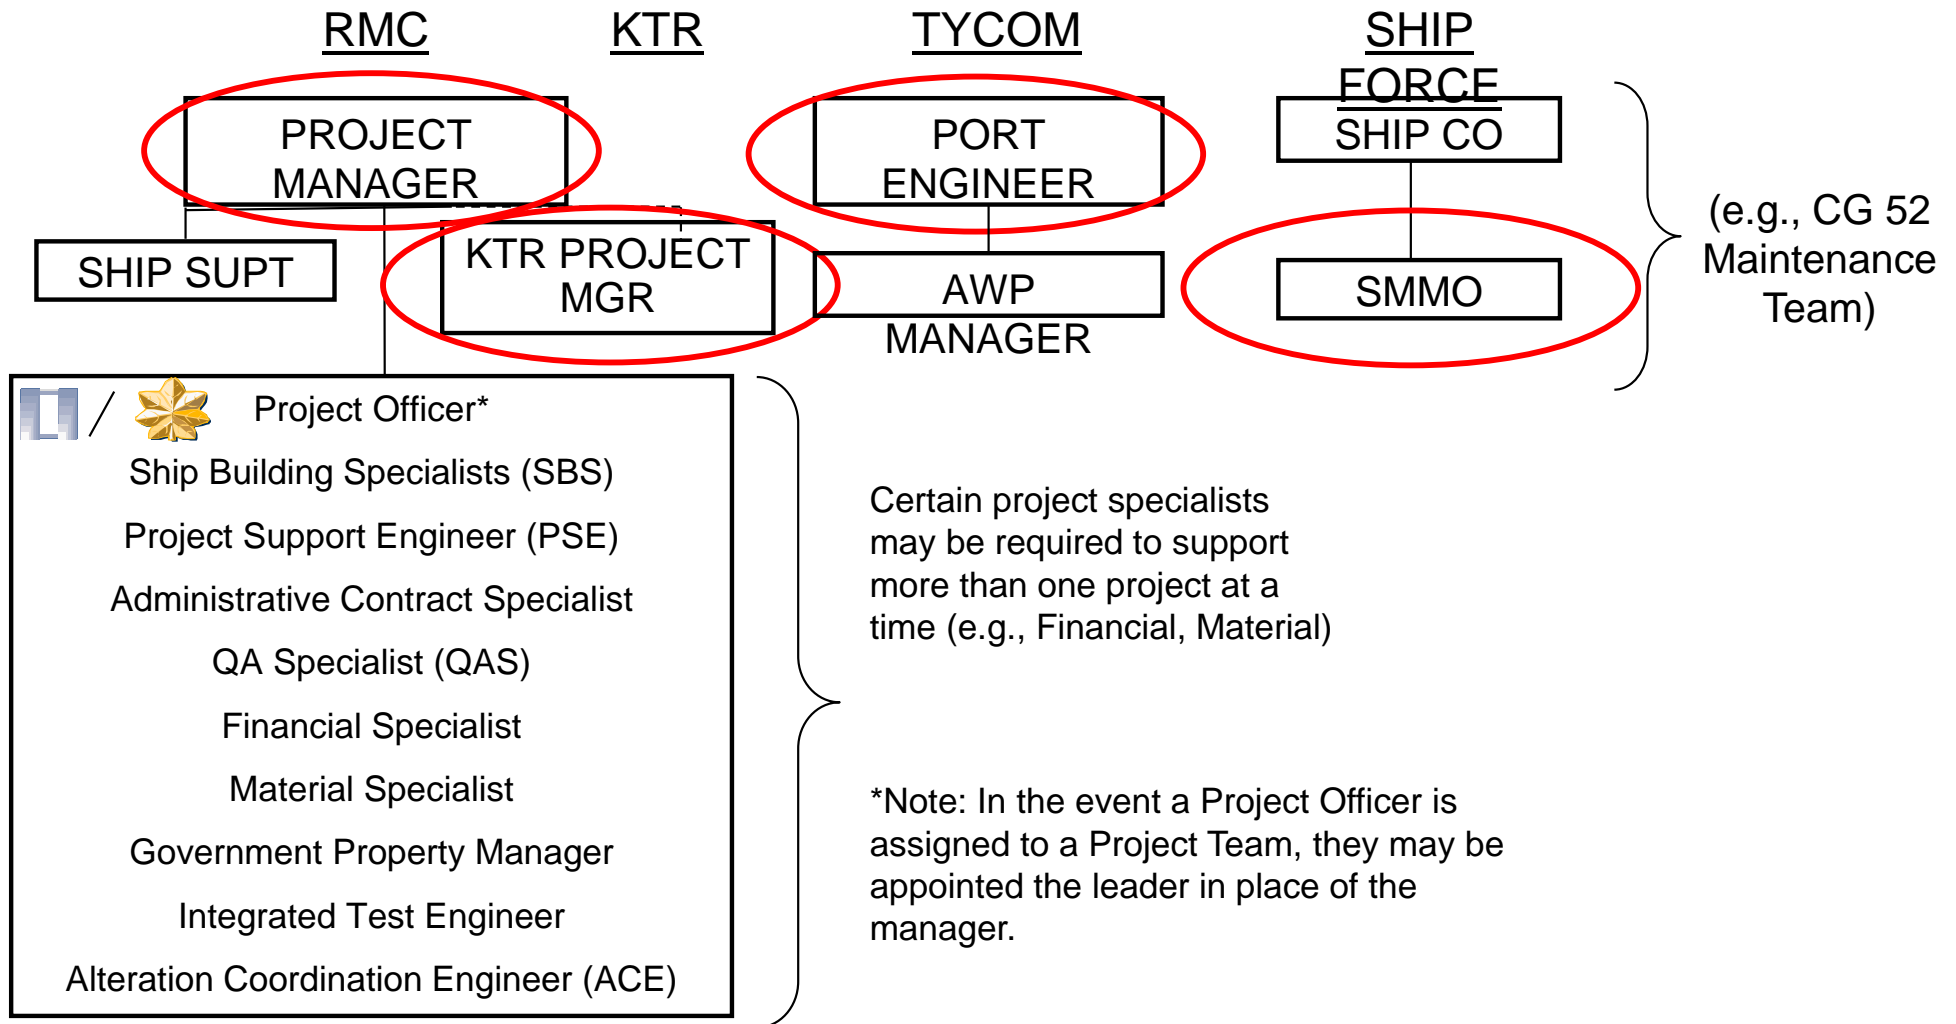 RMC
KTR
TYCOM
SHIP
FORCE
PROJECT
MANAGER
PORT
ENGINEER
SHIP CO
SHIP SUPT
KTR PROJECT
MGR
AWP
MANAGER
SMMO
(e.g., CG 52
Maintenance
Team)
/ Project Officer*
Ship Building Specialists (SBS)
Project Support Engineer (PSE)
Administrative Contract Specialist
QA Specialist (QAS)
Financial Specialist
Material Specialist
Government Property Manager
Integrated Test Engineer
Alteration Coordination Engineer (ACE)
Certain project specialists
may be required to support
more than one project at a
time (e.g., Financial, Material)
*Note: In the event a Project Officer is
assigned to a Project Team, they may be
appointed the leader in place of the
manager.